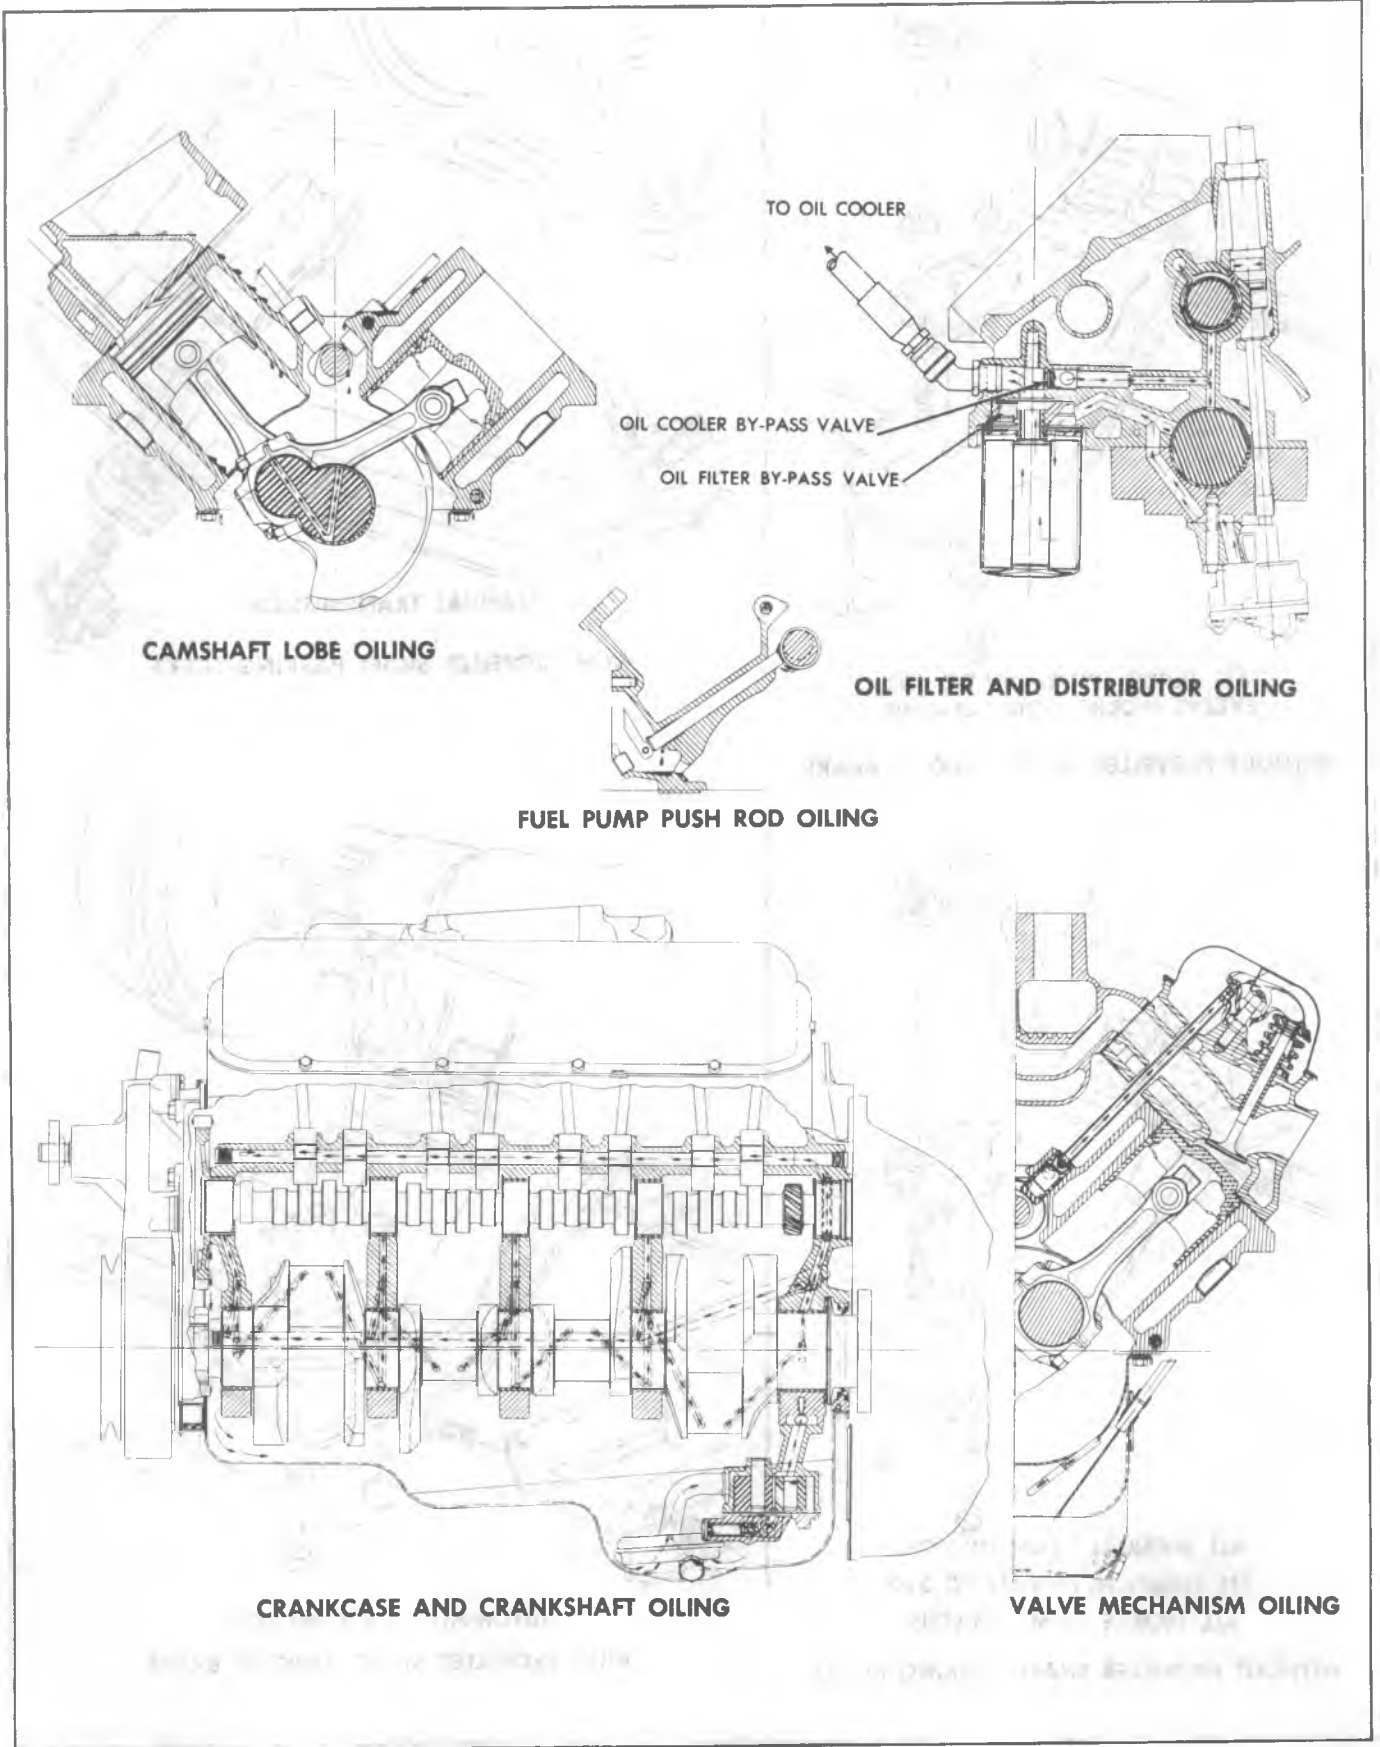 TO OIL COOLER
OIL COOLER BY-PASS VALVE
OIL FILTER BY-PASS VALVE
CAMSHAFT LOBE OILING
OIL FILTER AND DISTRIBUTOR OILING
FUEL PUMP PUSH ROD OILING
CRANKCASE AND CRANKSHAFT OILING
VALVE MECHANISM OILING